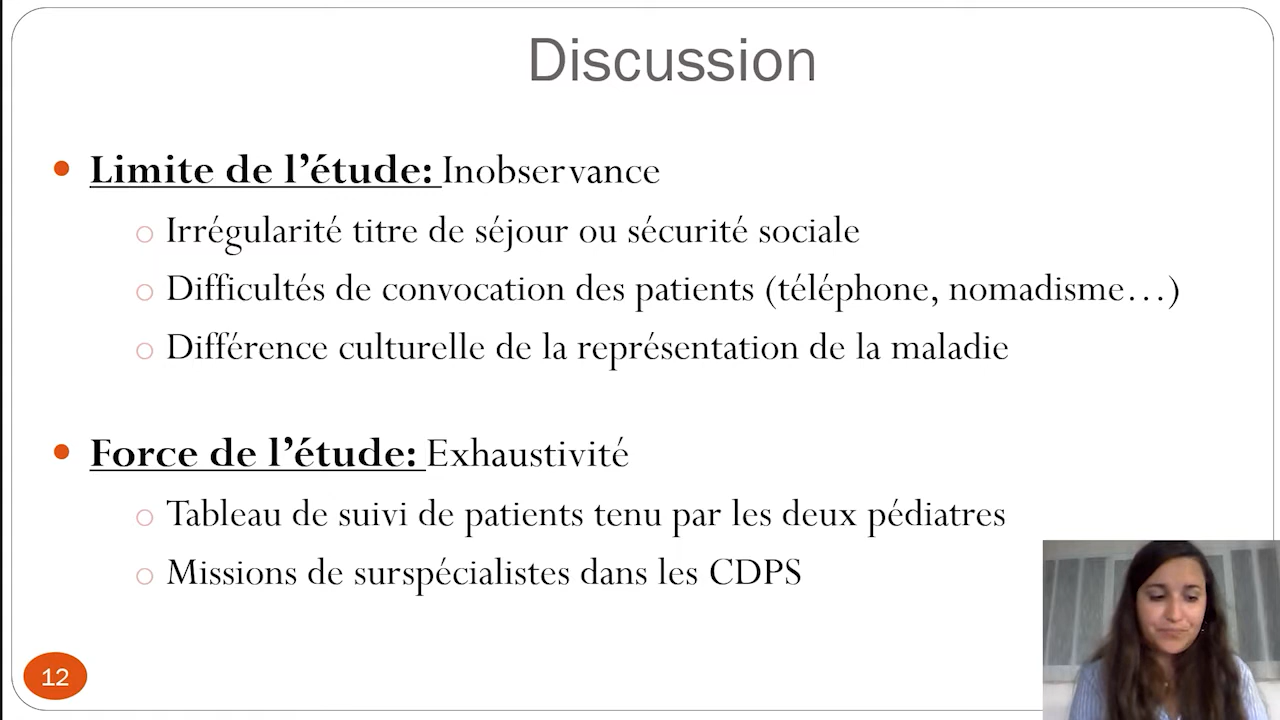 Discussion
Limite de l’étude: Inobservance
Irrégularité titre de séjour ou sécurité sociale
Difficultés de convocation des patients (téléphone, nomadisme…)
Différence culturelle de la représentation de la maladie
Force de l’étude: Exhaustivité
Tableau de suivi de patients tenu par les deux pédiatres
Missions de surspécialistes dans les CDPS
12